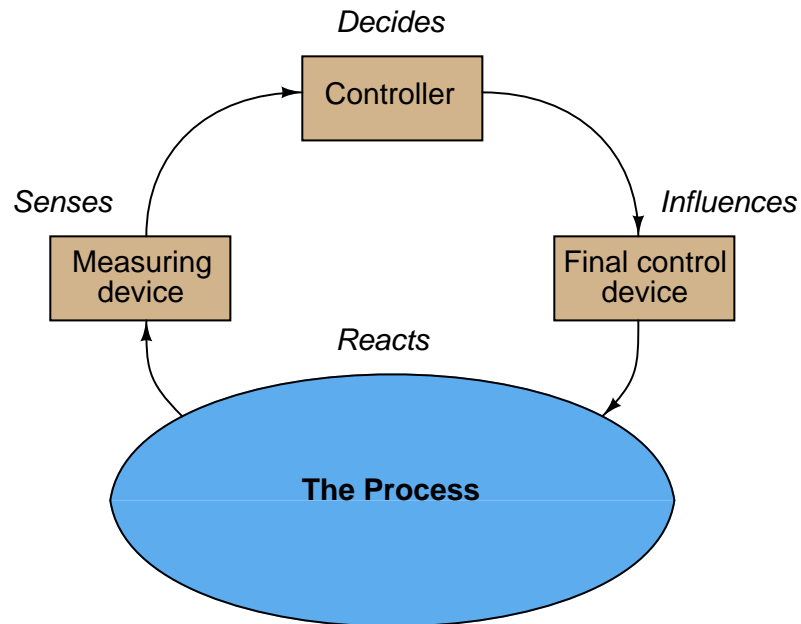 Decides
Controller
Senses
Influences
Measuring
device
Final control
device
Reacts
The Process